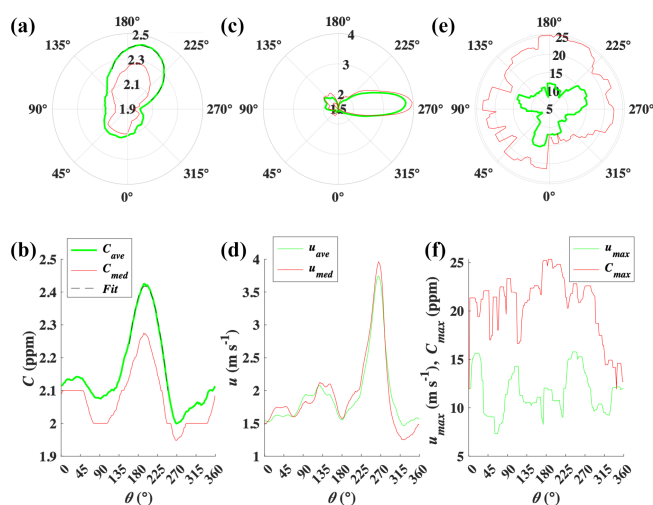 (a)
180°
2.5
135°
225°
2.3
2.1
90°
1.9
270°
45°
315°
0°
(c)
180°
4
135°
225°
3
2
90°
1.5
270°
45°
315°
0°
(e)
180°
25
135°
225°
20
15
10
90°
5
270°
45°
315°
0°
(b)
C_ave
C_med
Fit
C (ppm)
2.5
2.4
2.3
2.2
2.1
2
1.9
0 45 90 135 180 225 270 315 360
θ (°)
(d)
u_ave
u_med
u (m s⁻¹)
4
3.5
3
2.5
2
1.5
1
0 45 90 135 180 225 270 315 360
θ (°)
(f)
u_max
C_max
u_max (m s⁻¹), C_max (ppm)
25
20
15
10
5
0 45 90 135 180 225 270 315 360
θ (°)